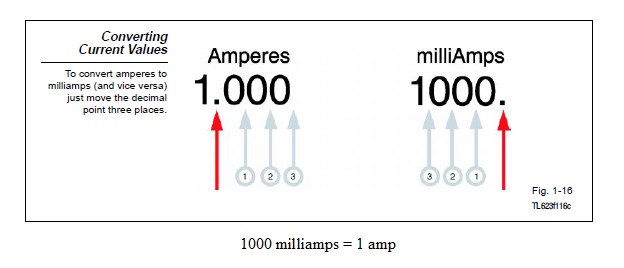 Converting
Current Values
To convert amperes to
milliamps (and vice versa)
just move the decimal
point three places.
Amperes
1.000
1 2 3
milliAmps
1000.
3 2 1
Fig. 1-16
TL623f116c
1000 milliamps = 1 amp